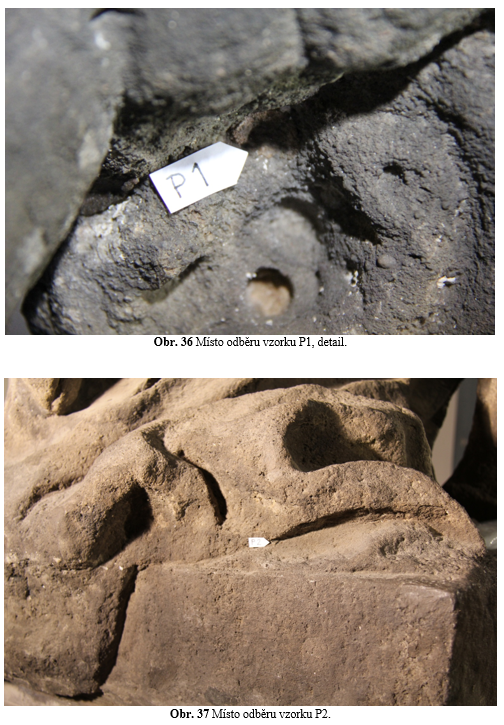 P1
Obr. 36 Místo odběru vzorku P1, detail.
Obr. 37 Místo odběru vzorku P2.